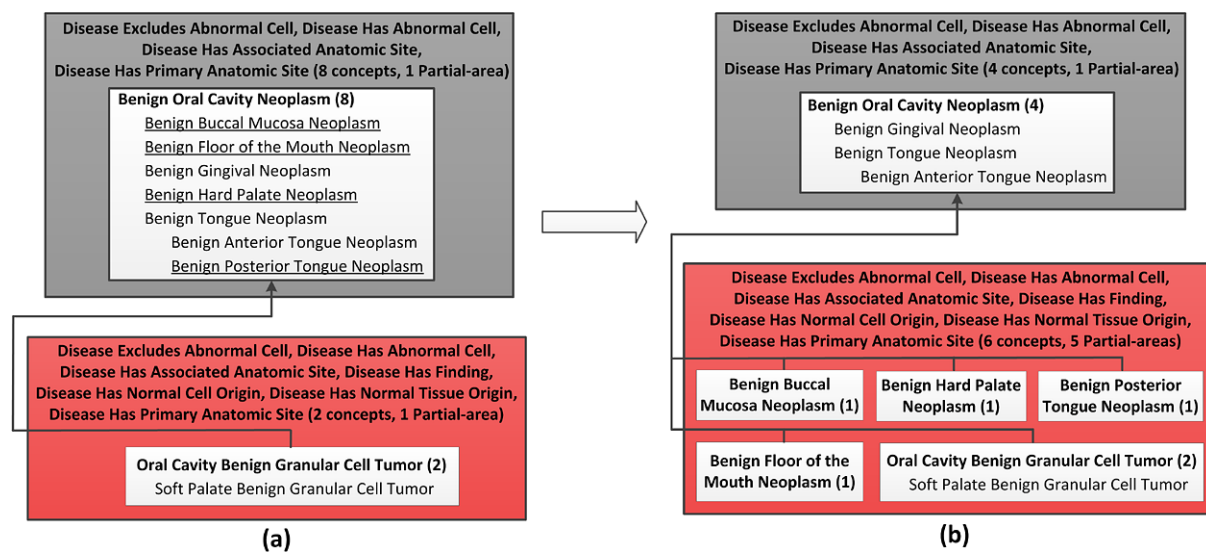 Disease Excludes Abnormal Cell, Disease Has Abnormal Cell,
Disease Has Associated Anatomic Site,
Disease Has Primary Anatomic Site (8 concepts, 1 Partial-area)
Benign Oral Cavity Neoplasm (8)
Benign Buccal Mucosa Neoplasm
Benign Floor of the Mouth Neoplasm
Benign Gingival Neoplasm
Benign Hard Palate Neoplasm
Benign Tongue Neoplasm
Benign Anterior Tongue Neoplasm
Benign Posterior Tongue Neoplasm
Disease Excludes Abnormal Cell, Disease Has Abnormal Cell,
Disease Has Associated Anatomic Site, Disease Has Finding,
Disease Has Normal Cell Origin, Disease Has Normal Tissue Origin,
Disease Has Primary Anatomic Site (2 concepts, 1 Partial-area)
Oral Cavity Benign Granular Cell Tumor (2)
Soft Palate Benign Granular Cell Tumor
(a)
Disease Excludes Abnormal Cell, Disease Has Abnormal Cell,
Disease Has Associated Anatomic Site,
Disease Has Primary Anatomic Site (4 concepts, 1 Partial-area)
Benign Oral Cavity Neoplasm (4)
Benign Gingival Neoplasm
Benign Tongue Neoplasm
Benign Anterior Tongue Neoplasm
Disease Excludes Abnormal Cell, Disease Has Abnormal Cell,
Disease Has Associated Anatomic Site, Disease Has Finding,
Disease Has Normal Cell Origin, Disease Has Normal Tissue Origin,
Disease Has Primary Anatomic Site (6 concepts, 5 Partial-areas)
Benign Buccal
Mucosa Neoplasm (1)
Benign Hard Palate
Neoplasm (1)
Benign Posterior
Tongue Neoplasm (1)
Benign Floor of the
Mouth Neoplasm (1)
Oral Cavity Benign Granular Cell Tumor (2)
Soft Palate Benign Granular Cell Tumor
(b)